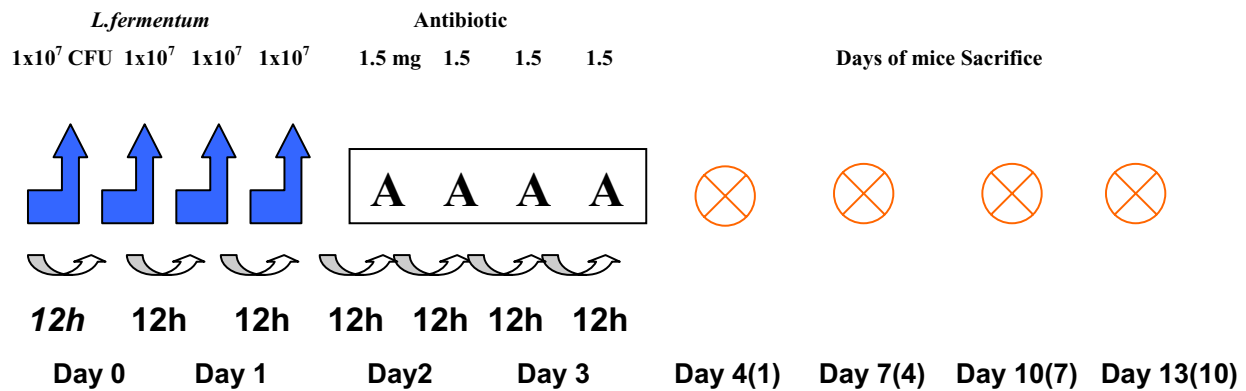 L.fermentum Antibiotic
1x10⁷ CFU 1x10⁷ 1x10⁷ 1x10⁷ 1.5 mg 1.5 1.5 1.5 Days of mice Sacrifice
A A A A
12h 12h 12h 12h 12h 12h 12h
Day 0 Day 1 Day2 Day 3 Day 4(1) Day 7(4) Day 10(7) Day 13(10)